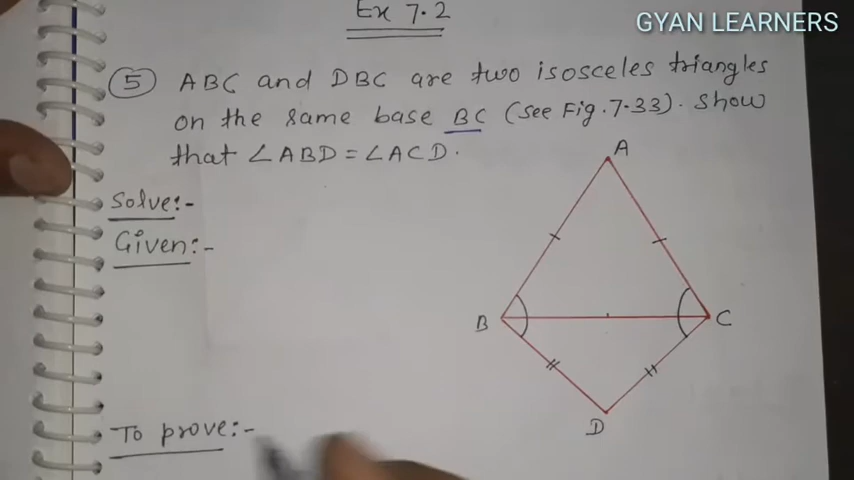 Ex 7.2
GYAN LEARNERS
5 ABC and DBC are two isosceles triangles
on the same base BC (see Fig. 7.33). Show
that ∠ABD = ∠ACD.
A
Solve:-
Given:-
B
C
D
To prove:-